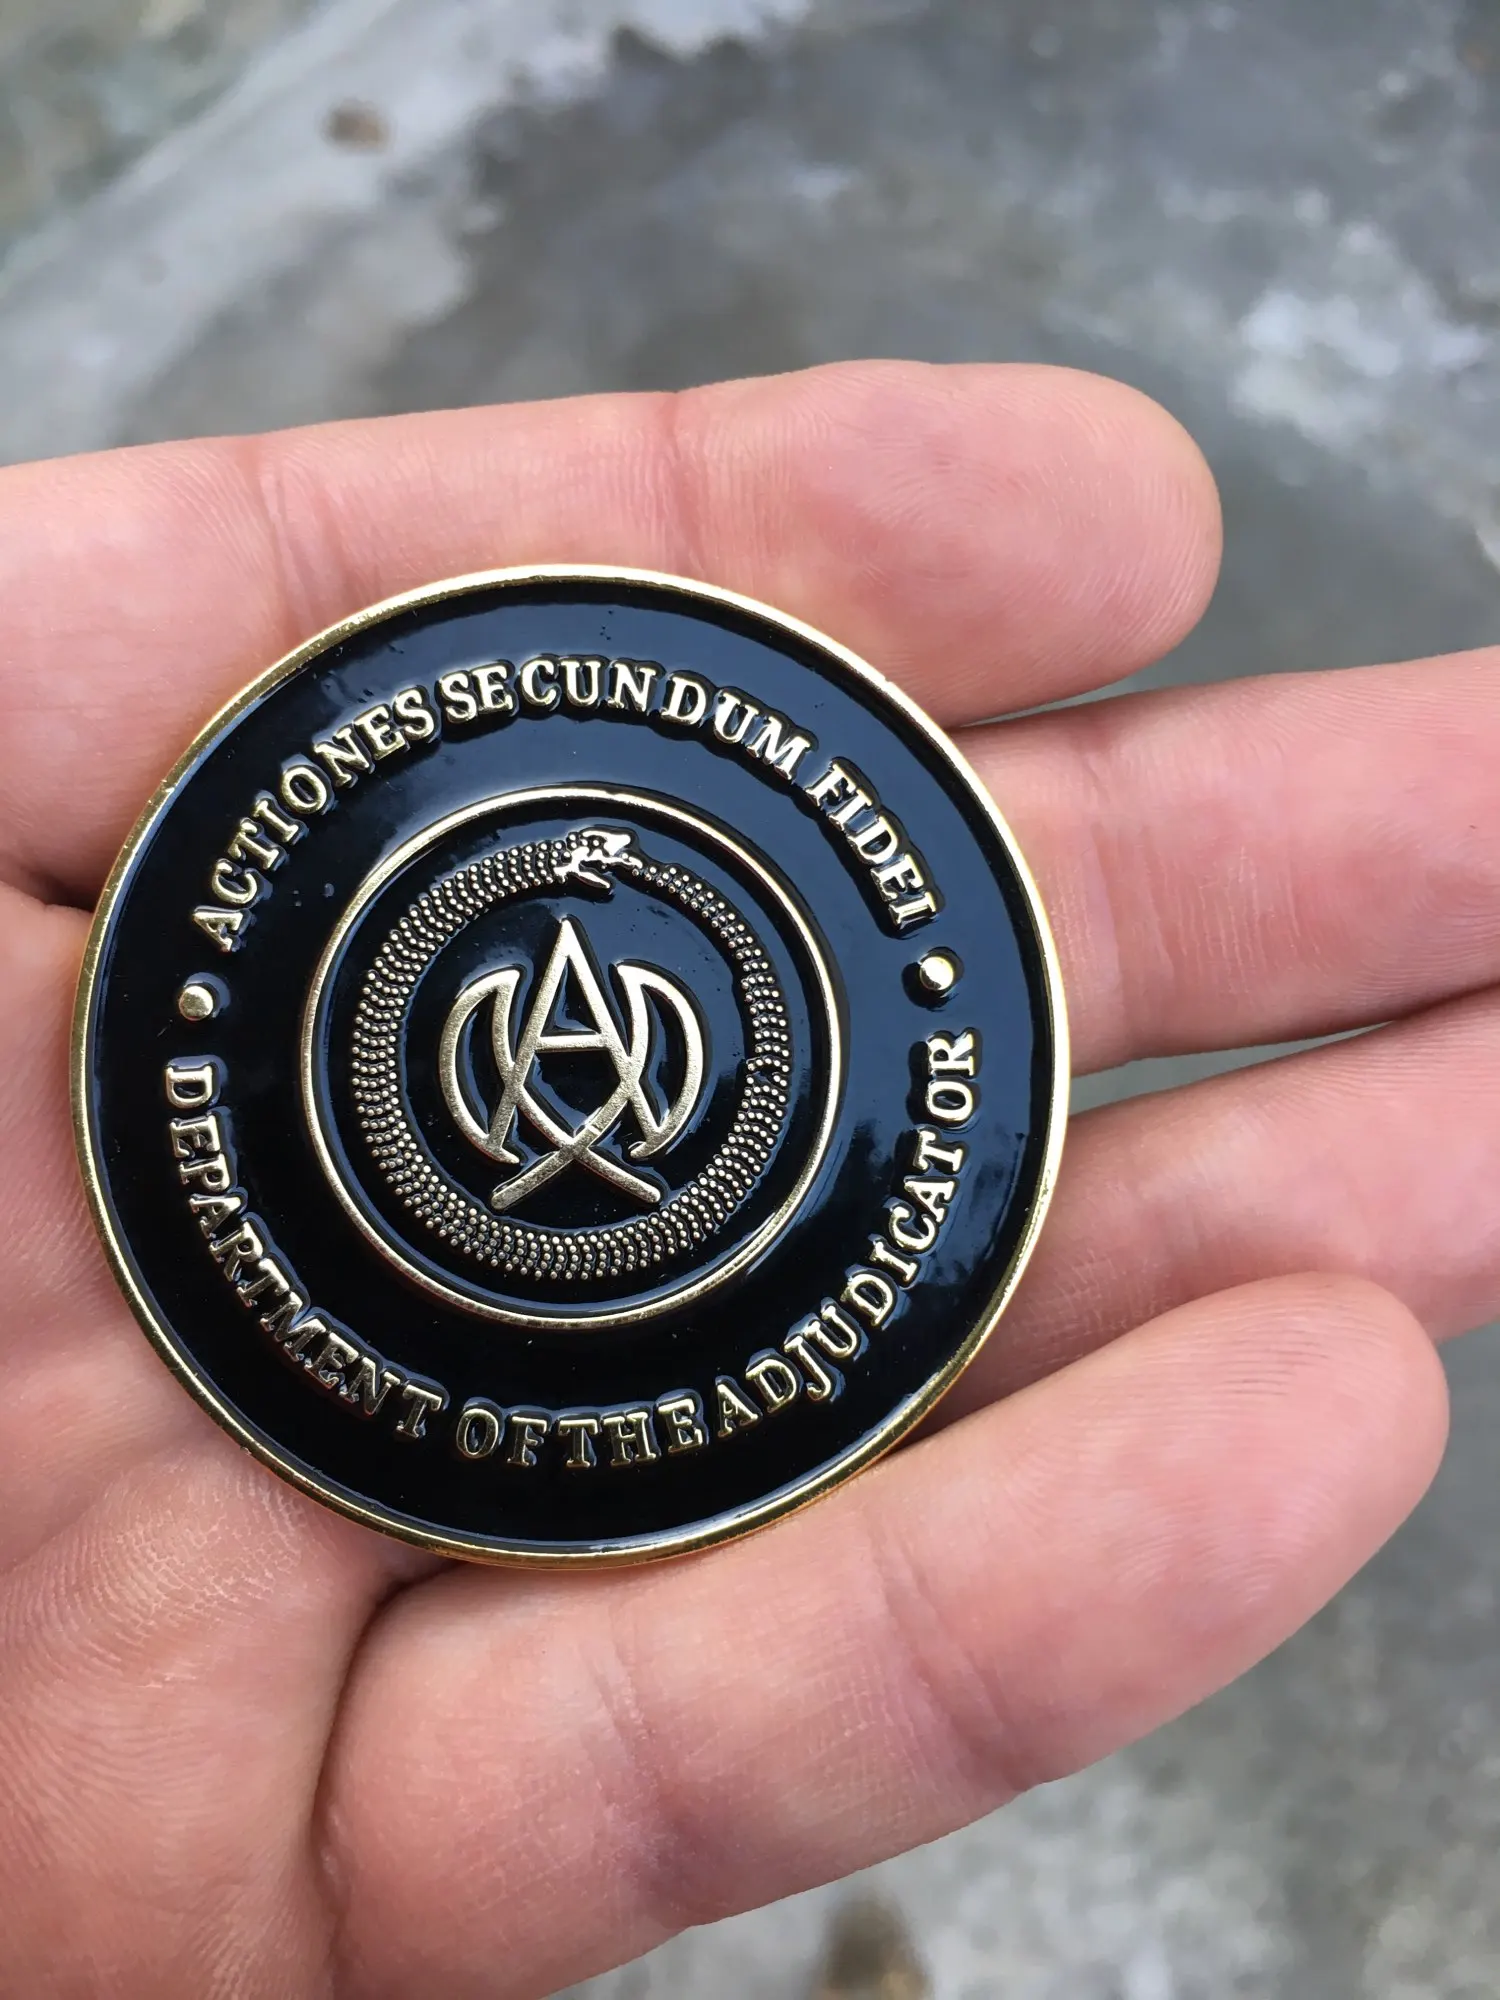 ACTIONES SECUNDUM FIDEI
DEPARTMENT OF THE ADJUDICATOR